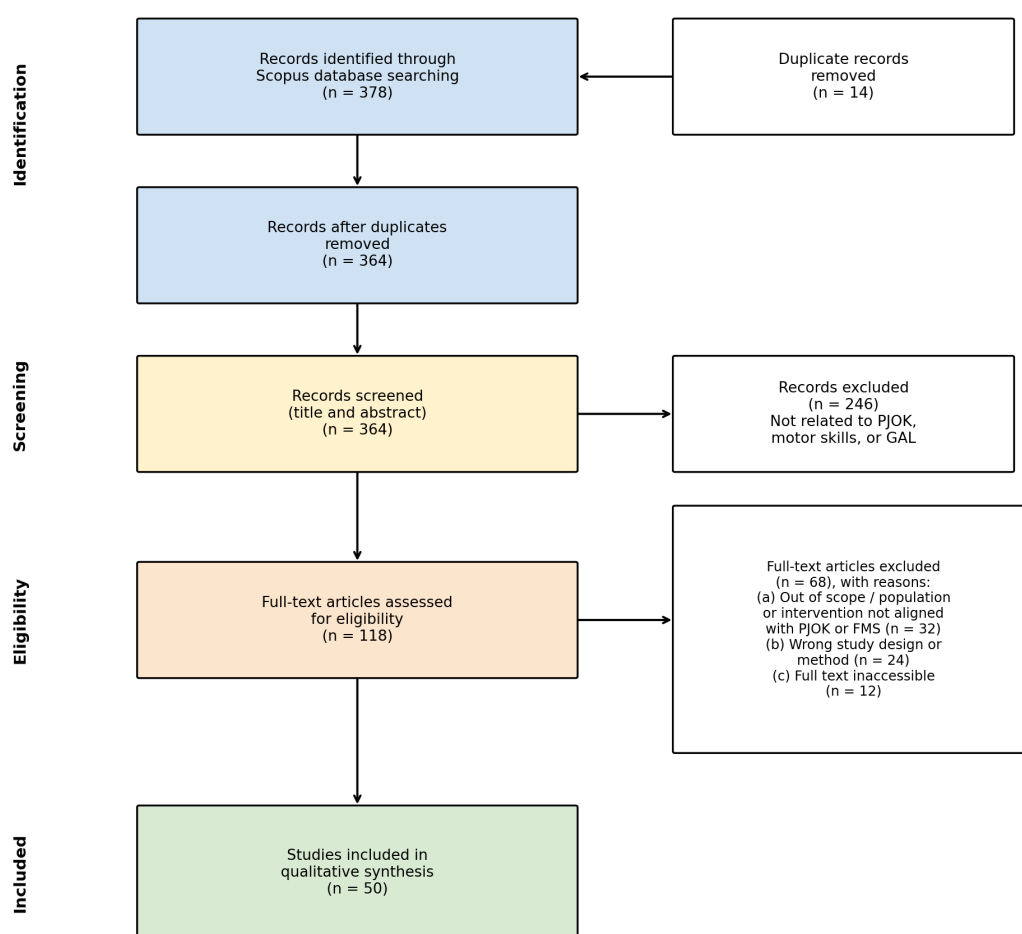 Identification
Records identified through
Scopus database searching
(n = 378)
Duplicate records
removed
(n = 14)
Records after duplicates
removed
(n = 364)
Screening
Records screened
(title and abstract)
(n = 364)
Records excluded
(n = 246)
Not related to PJOK,
motor skills, or GAL
Eligibility
Full-text articles assessed
for eligibility
(n = 118)
Full-text articles excluded
(n = 68), with reasons:
(a) Out of scope / population
or intervention not aligned
with PJOK or FMS (n = 32)
(b) Wrong study design or
method (n = 24)
(c) Full text inaccessible
(n = 12)
Included
Studies included in
qualitative synthesis
(n = 50)